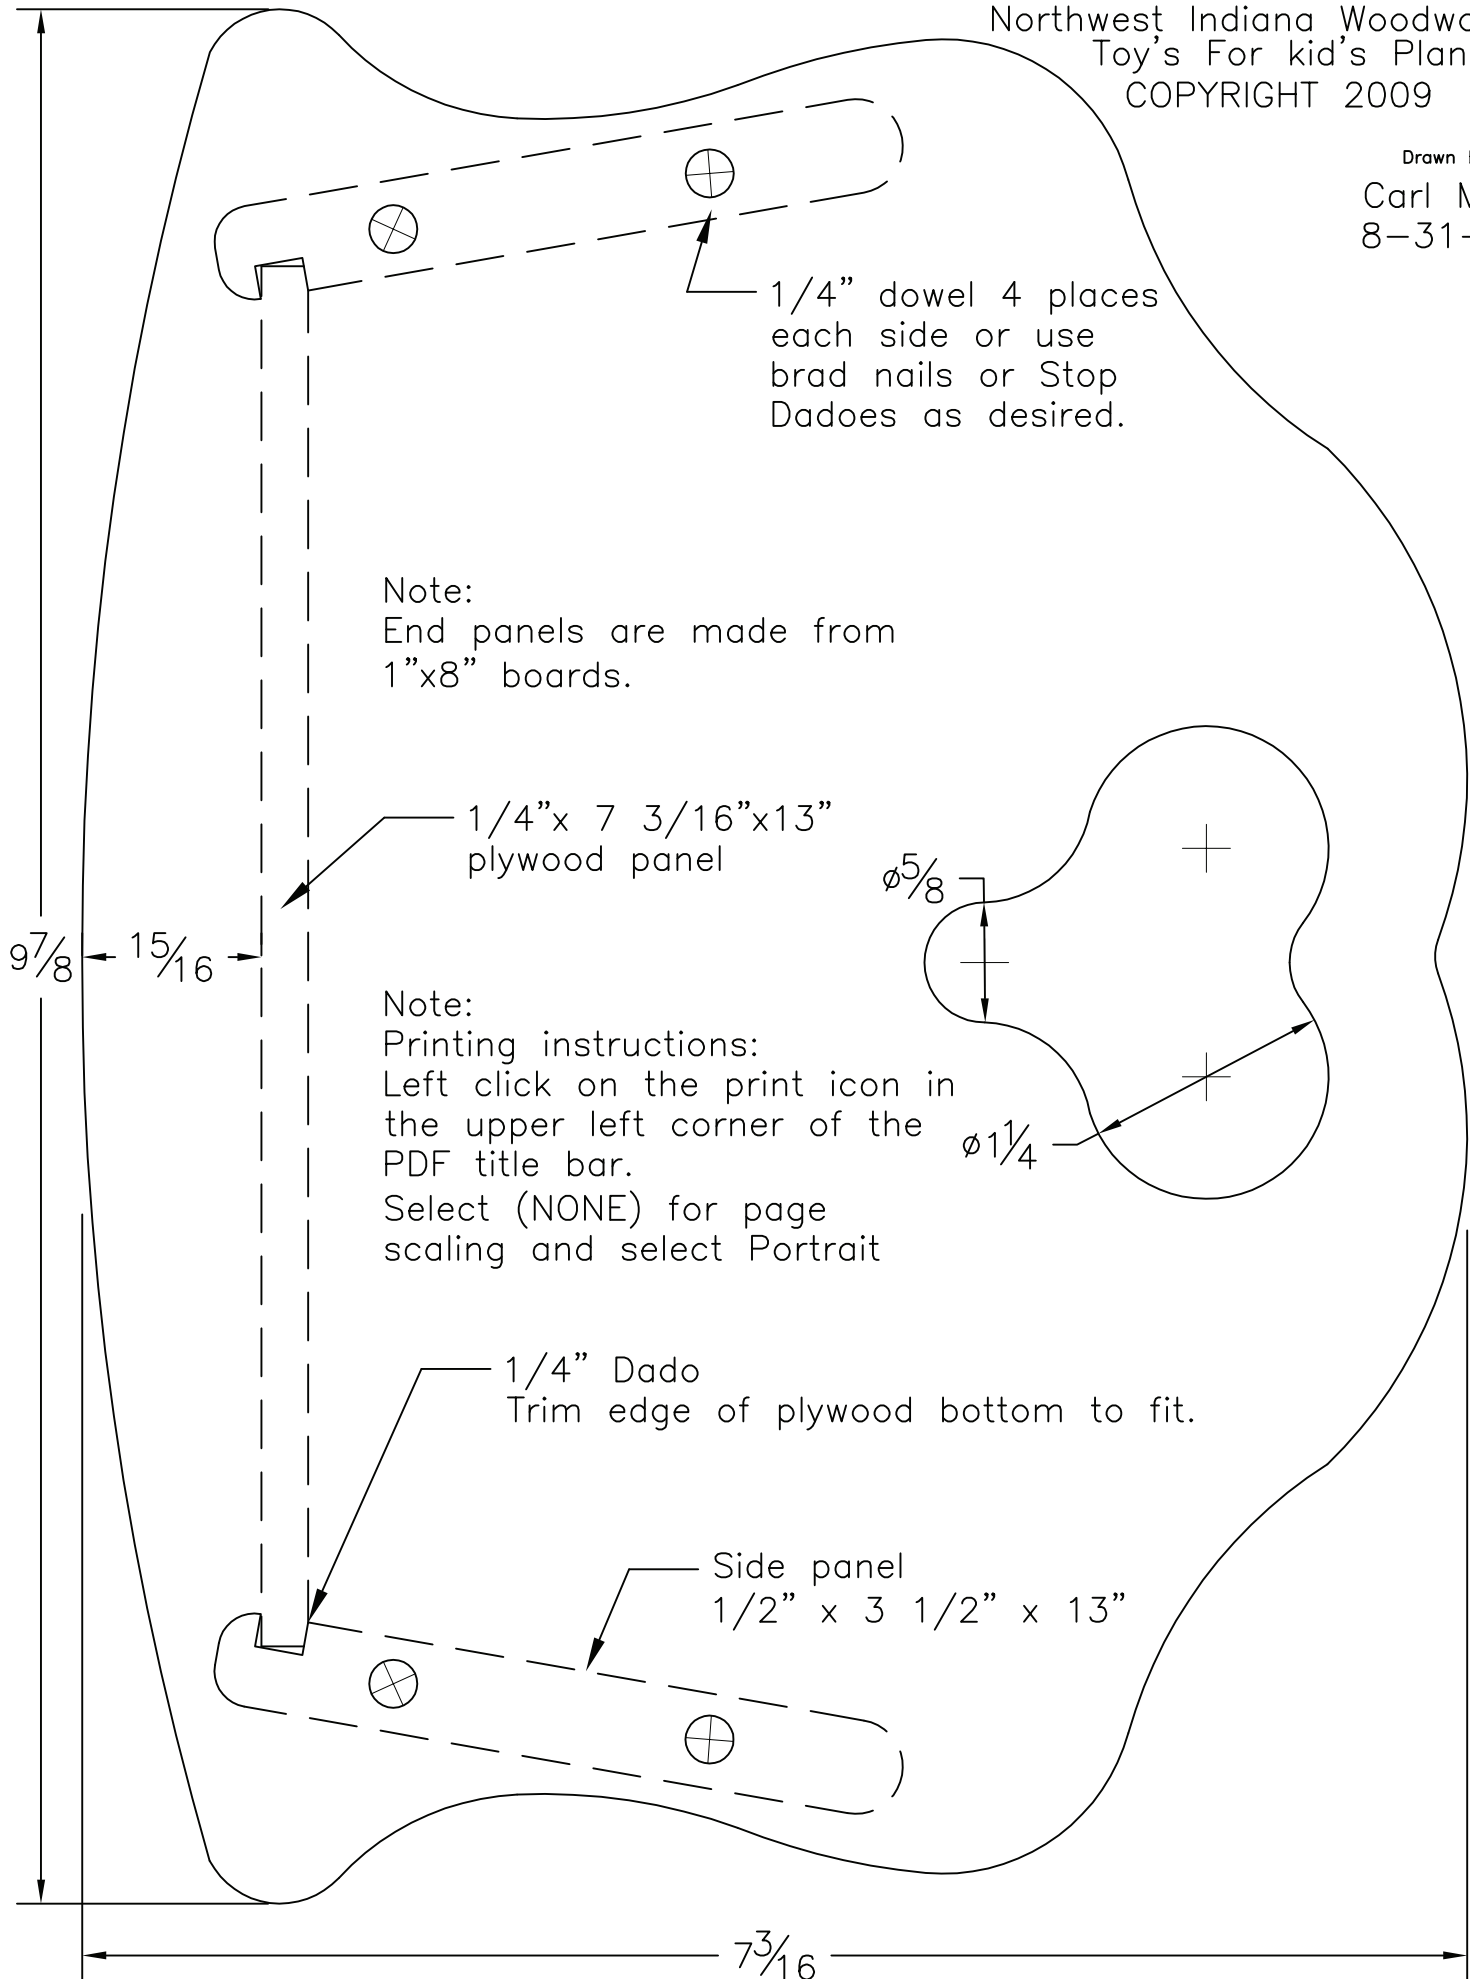 Northwest Indiana
Toy's For kid's
COPYRIGHT 2009
Drawn
Carl
8-31-
1/4" dowel 4 places
each side or use
brad nails or Stop
Dadoes as desired.
Note:
End panels are made from
1"x8" boards.
1/4"x 7 3/16"x13"
plywood panel
ø5/8
9 7/8
15/16
Note:
Printing instructions:
Left click on the print icon in
the upper left corner of the
PDF title bar.
Select (NONE) for page
scaling and select Portrait
ø1 1/4
1/4" Dado
Trim edge of plywood bottom to fit.
Side panel
1/2" x 3 1/2" x 13"
7 3/16